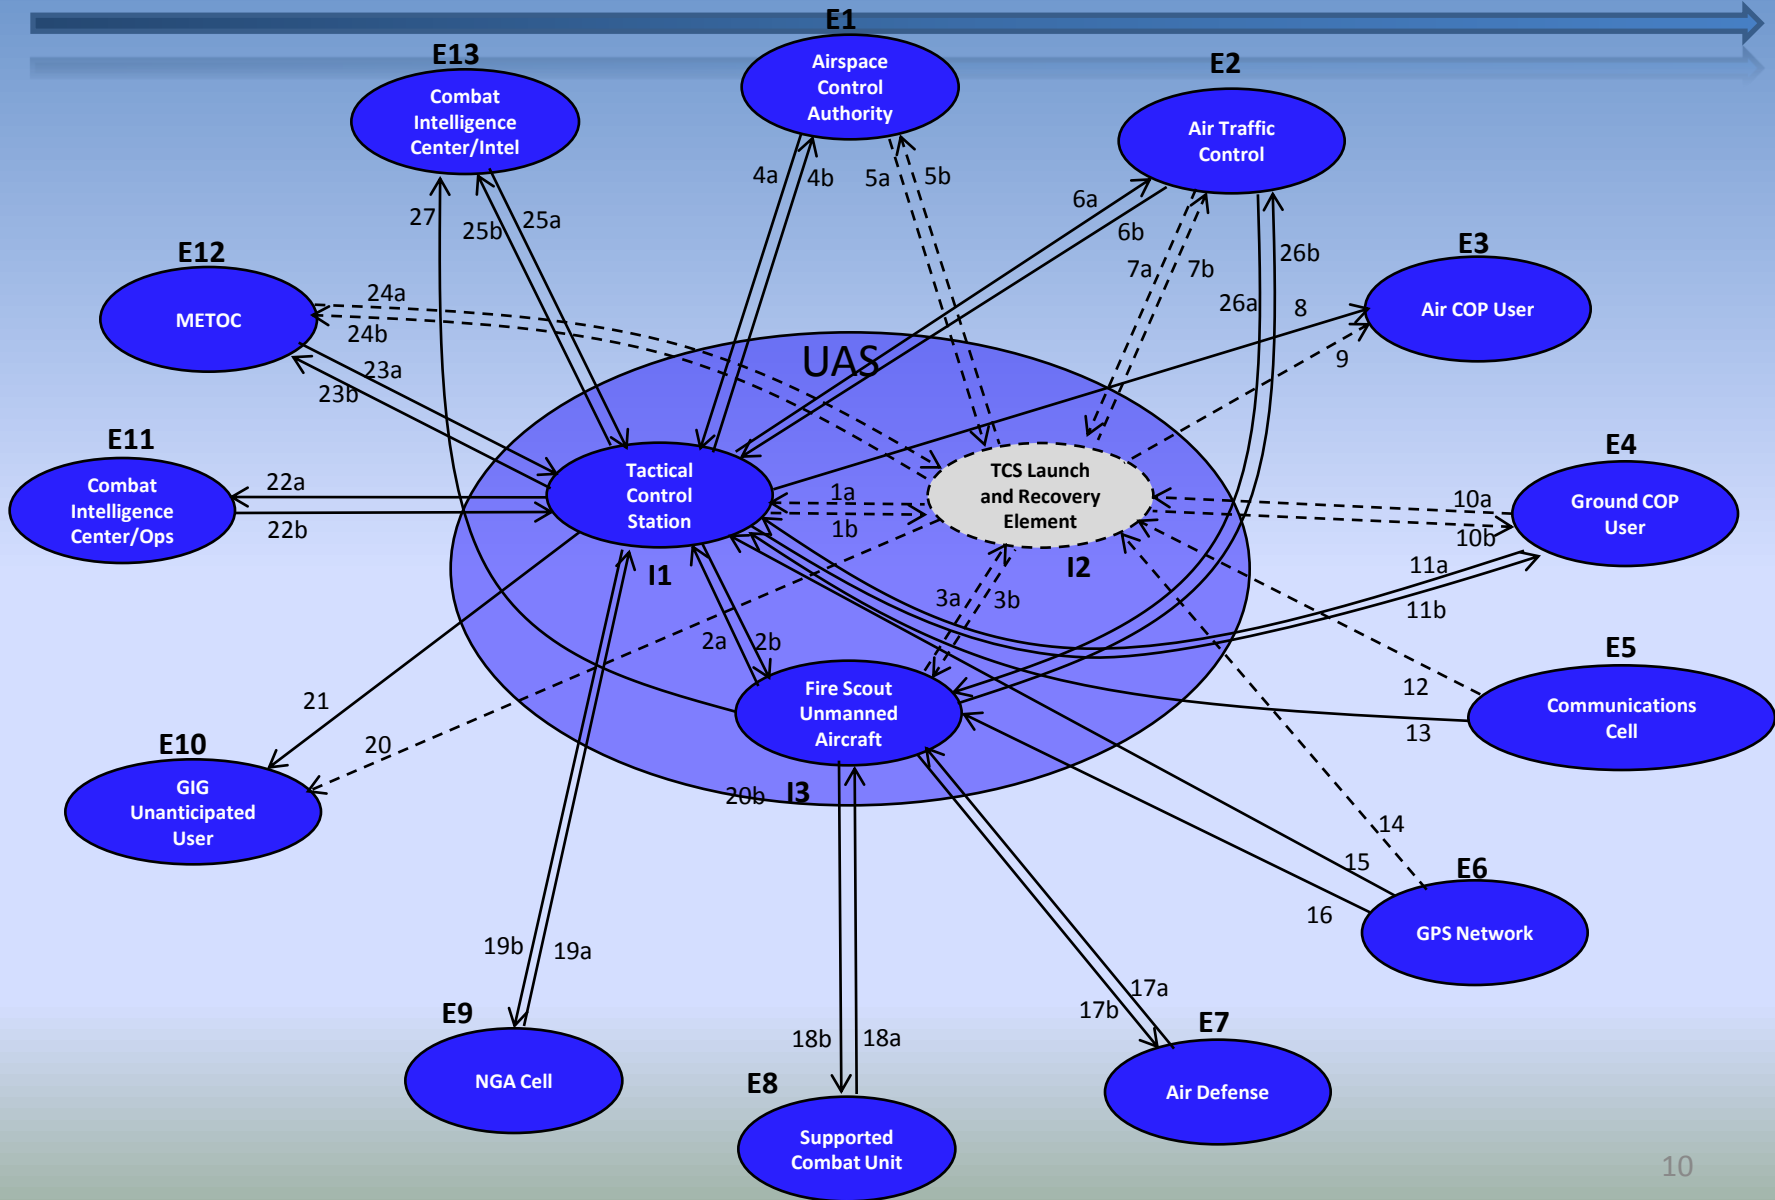 E1
E13
E2
Airspace
Control
Authority
Combat
Intelligence
Center/Intel
Air Traffic
Control
4a
4b
5a
5b
6a
6b
27
25b
25a
E12
E3
METOC
24a
24b
7a
7b
26a
26b
8
Air COP User
9
UAS
23a
23b
E11
E4
Combat
Intelligence
Center/Ops
22a
22b
Tactical
Control
Station
1a
1b
TCS Launch
and Recovery
Element
10a
10b
Ground COP
User
I1
I2
11a
11b
3a
3b
2a
2b
E5
12
13
Communications
Cell
Fire Scout
Unmanned
Aircraft
21
20
E10
GIG
Unanticipated
User
20b
I3
14
15
16
E6
GPS Network
19b
19a
17a
17b
E9
E7
18b
18a
NGA Cell
E8
Air Defense
Supported
Combat Unit
10